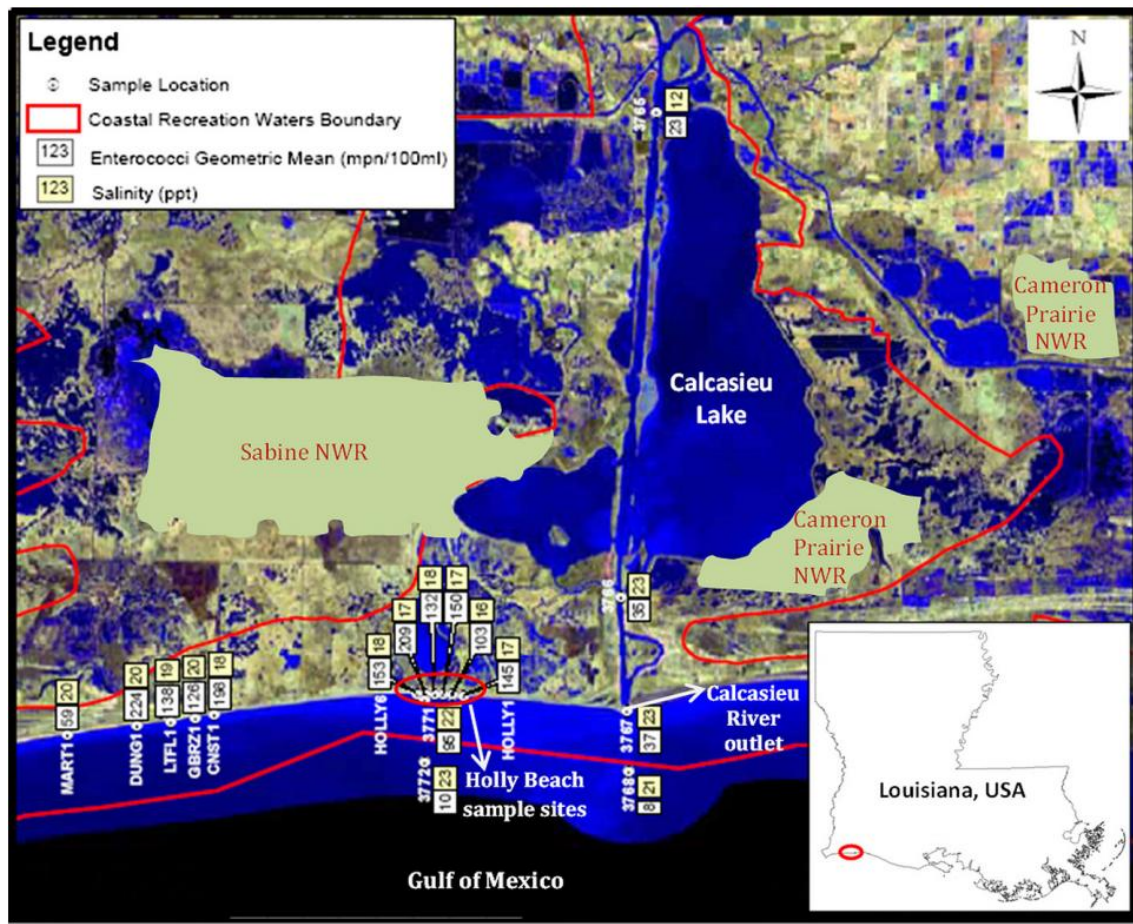 Legend
Sample Location
Coastal Recreation Waters Boundary
123 Enterococci Geometric Mean (mpn/100ml)
123 Salinity (ppt)
N
3765
23 12
Cameron
Prairie
NWR
Calcasieu
Lake
Sabine NWR
Cameron
Prairie
NWR
3766
35 23
HOLLY6
153 18
209 17
132 18
150 17
103 16
145 17
HOLLY1
3771
95 22
3772
10 23
MART1
59 20
DUNG1
224 20
LTFL1
138 19
GBRZ1
126 20
CNST1
198 18
3767
37 23
3768
8 21
Calcasieu
River
outlet
Holly Beach
sample sites
Louisiana, USA
Gulf of Mexico